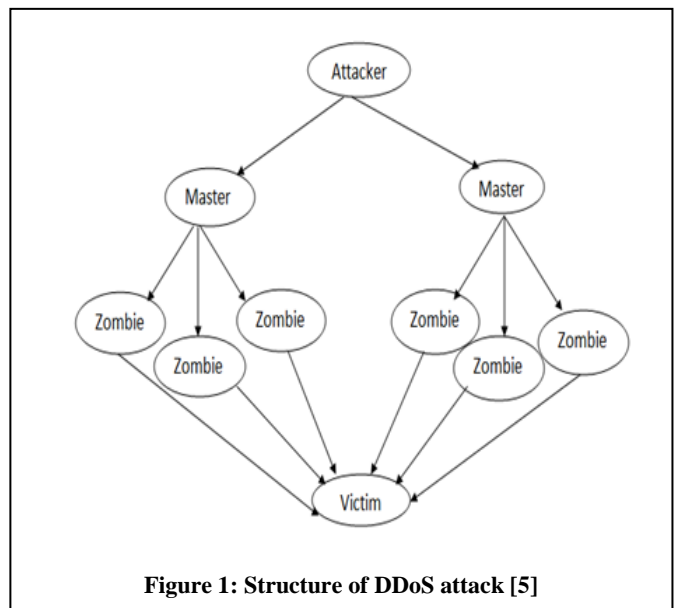 Attacker
Master
Master
Zombie
Zombie
Zombie
Zombie
Zombie
Zombie
Victim
Figure 1: Structure of DDoS attack [5]